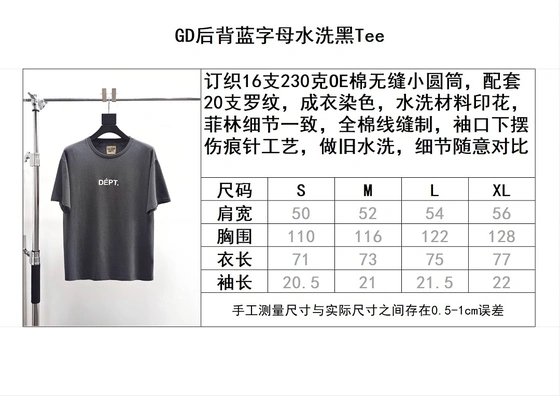 GD后背蓝字母水洗黑Tee
订织16支230克OE棉无缝小圆筒，配套
20支罗纹，成衣染色，水洗材料印花，
菲林细节一致，全棉线缝制，袖口下摆
伤痕针工艺，做旧水洗，细节随意对比
DÉPT.
尺码 S M L XL
肩宽 50 52 54 56
胸围 110 116 122 128
衣长 71 73 75 77
袖长 20.5 21 21.5 22
手工测量尺寸与实际尺寸之间存在0.5-1cm误差